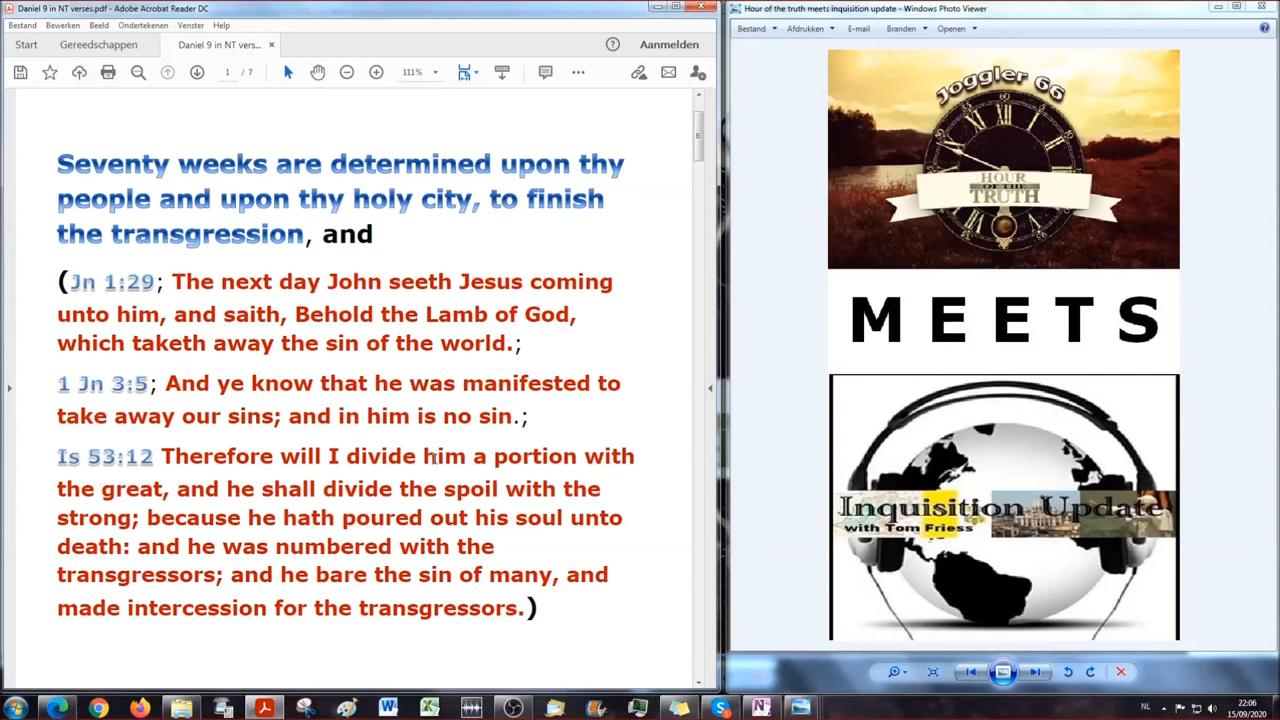 Daniel 9 in NT verses.pdf - Adobe Acrobat Reader DC
Bestand Bewerken Beeld Ondertekenen Venster Help
Start Gereedschappen Daniel 9 in NT vers... × Aanmelden
1 / 7 111%
Seventy weeks are determined upon thy
people and upon thy holy city, to finish
the transgression, and
(Jn 1:29; The next day John seeth Jesus coming
unto him, and saith, Behold the Lamb of God,
which taketh away the sin of the world.;
1 Jn 3:5; And ye know that he was manifested to
take away our sins; and in him is no sin.;
Is 53:12 Therefore will I divide him a portion with
the great, and he shall divide the spoil with the
strong; because he hath poured out his soul unto
death: and he was numbered with the
transgressors; and he bare the sin of many, and
made intercession for the transgressors.)
Hour of the truth meets inquisition update - Windows Photo Viewer
Bestand Afdrukken E-mail Branden Openen
Joggler 66
HOUR
OF THE
TRUTH
MEETS
Inquisition Update
with Tom Friess
NL 22:06
15/09/2020